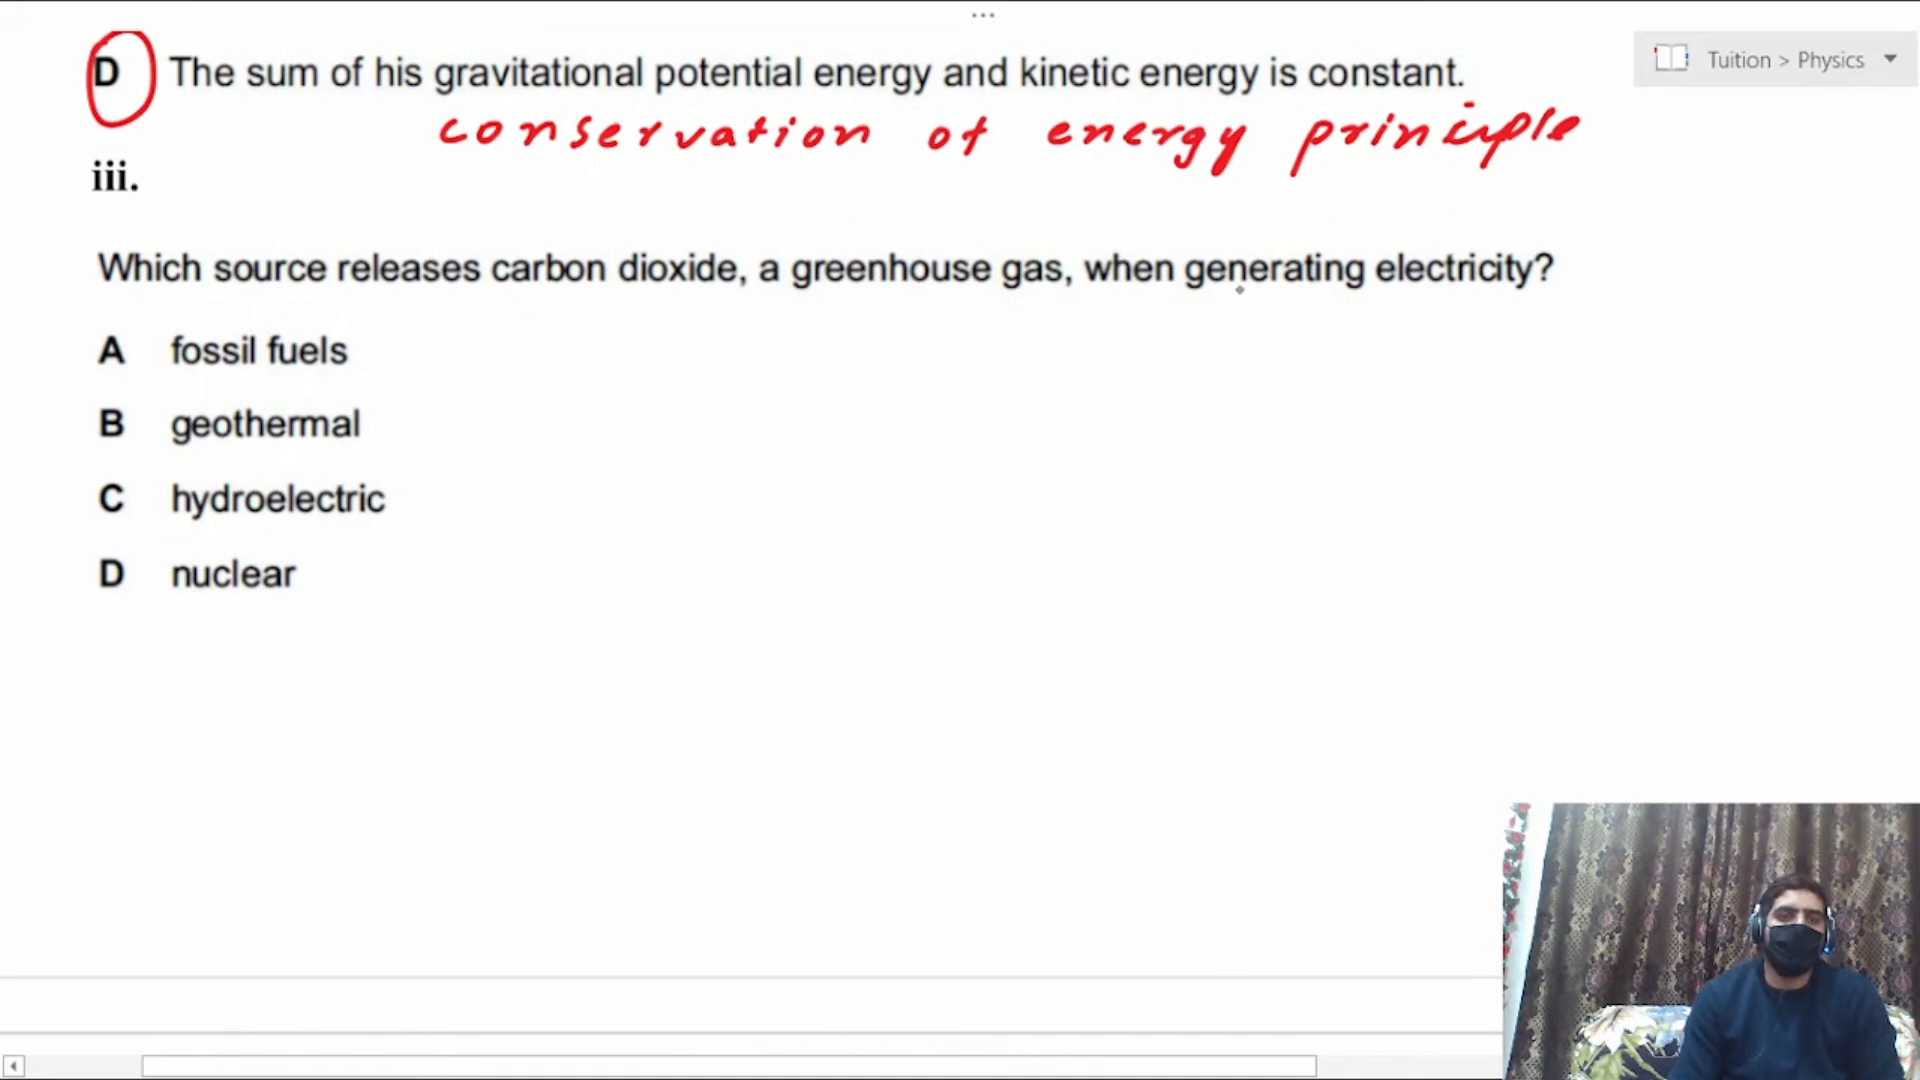 ...
D The sum of his gravitational potential energy and kinetic energy is constant.
Tuition > Physics
conservation of energy principle
iii.
Which source releases carbon dioxide, a greenhouse gas, when generating electricity?
A fossil fuels
B geothermal
C hydroelectric
D nuclear